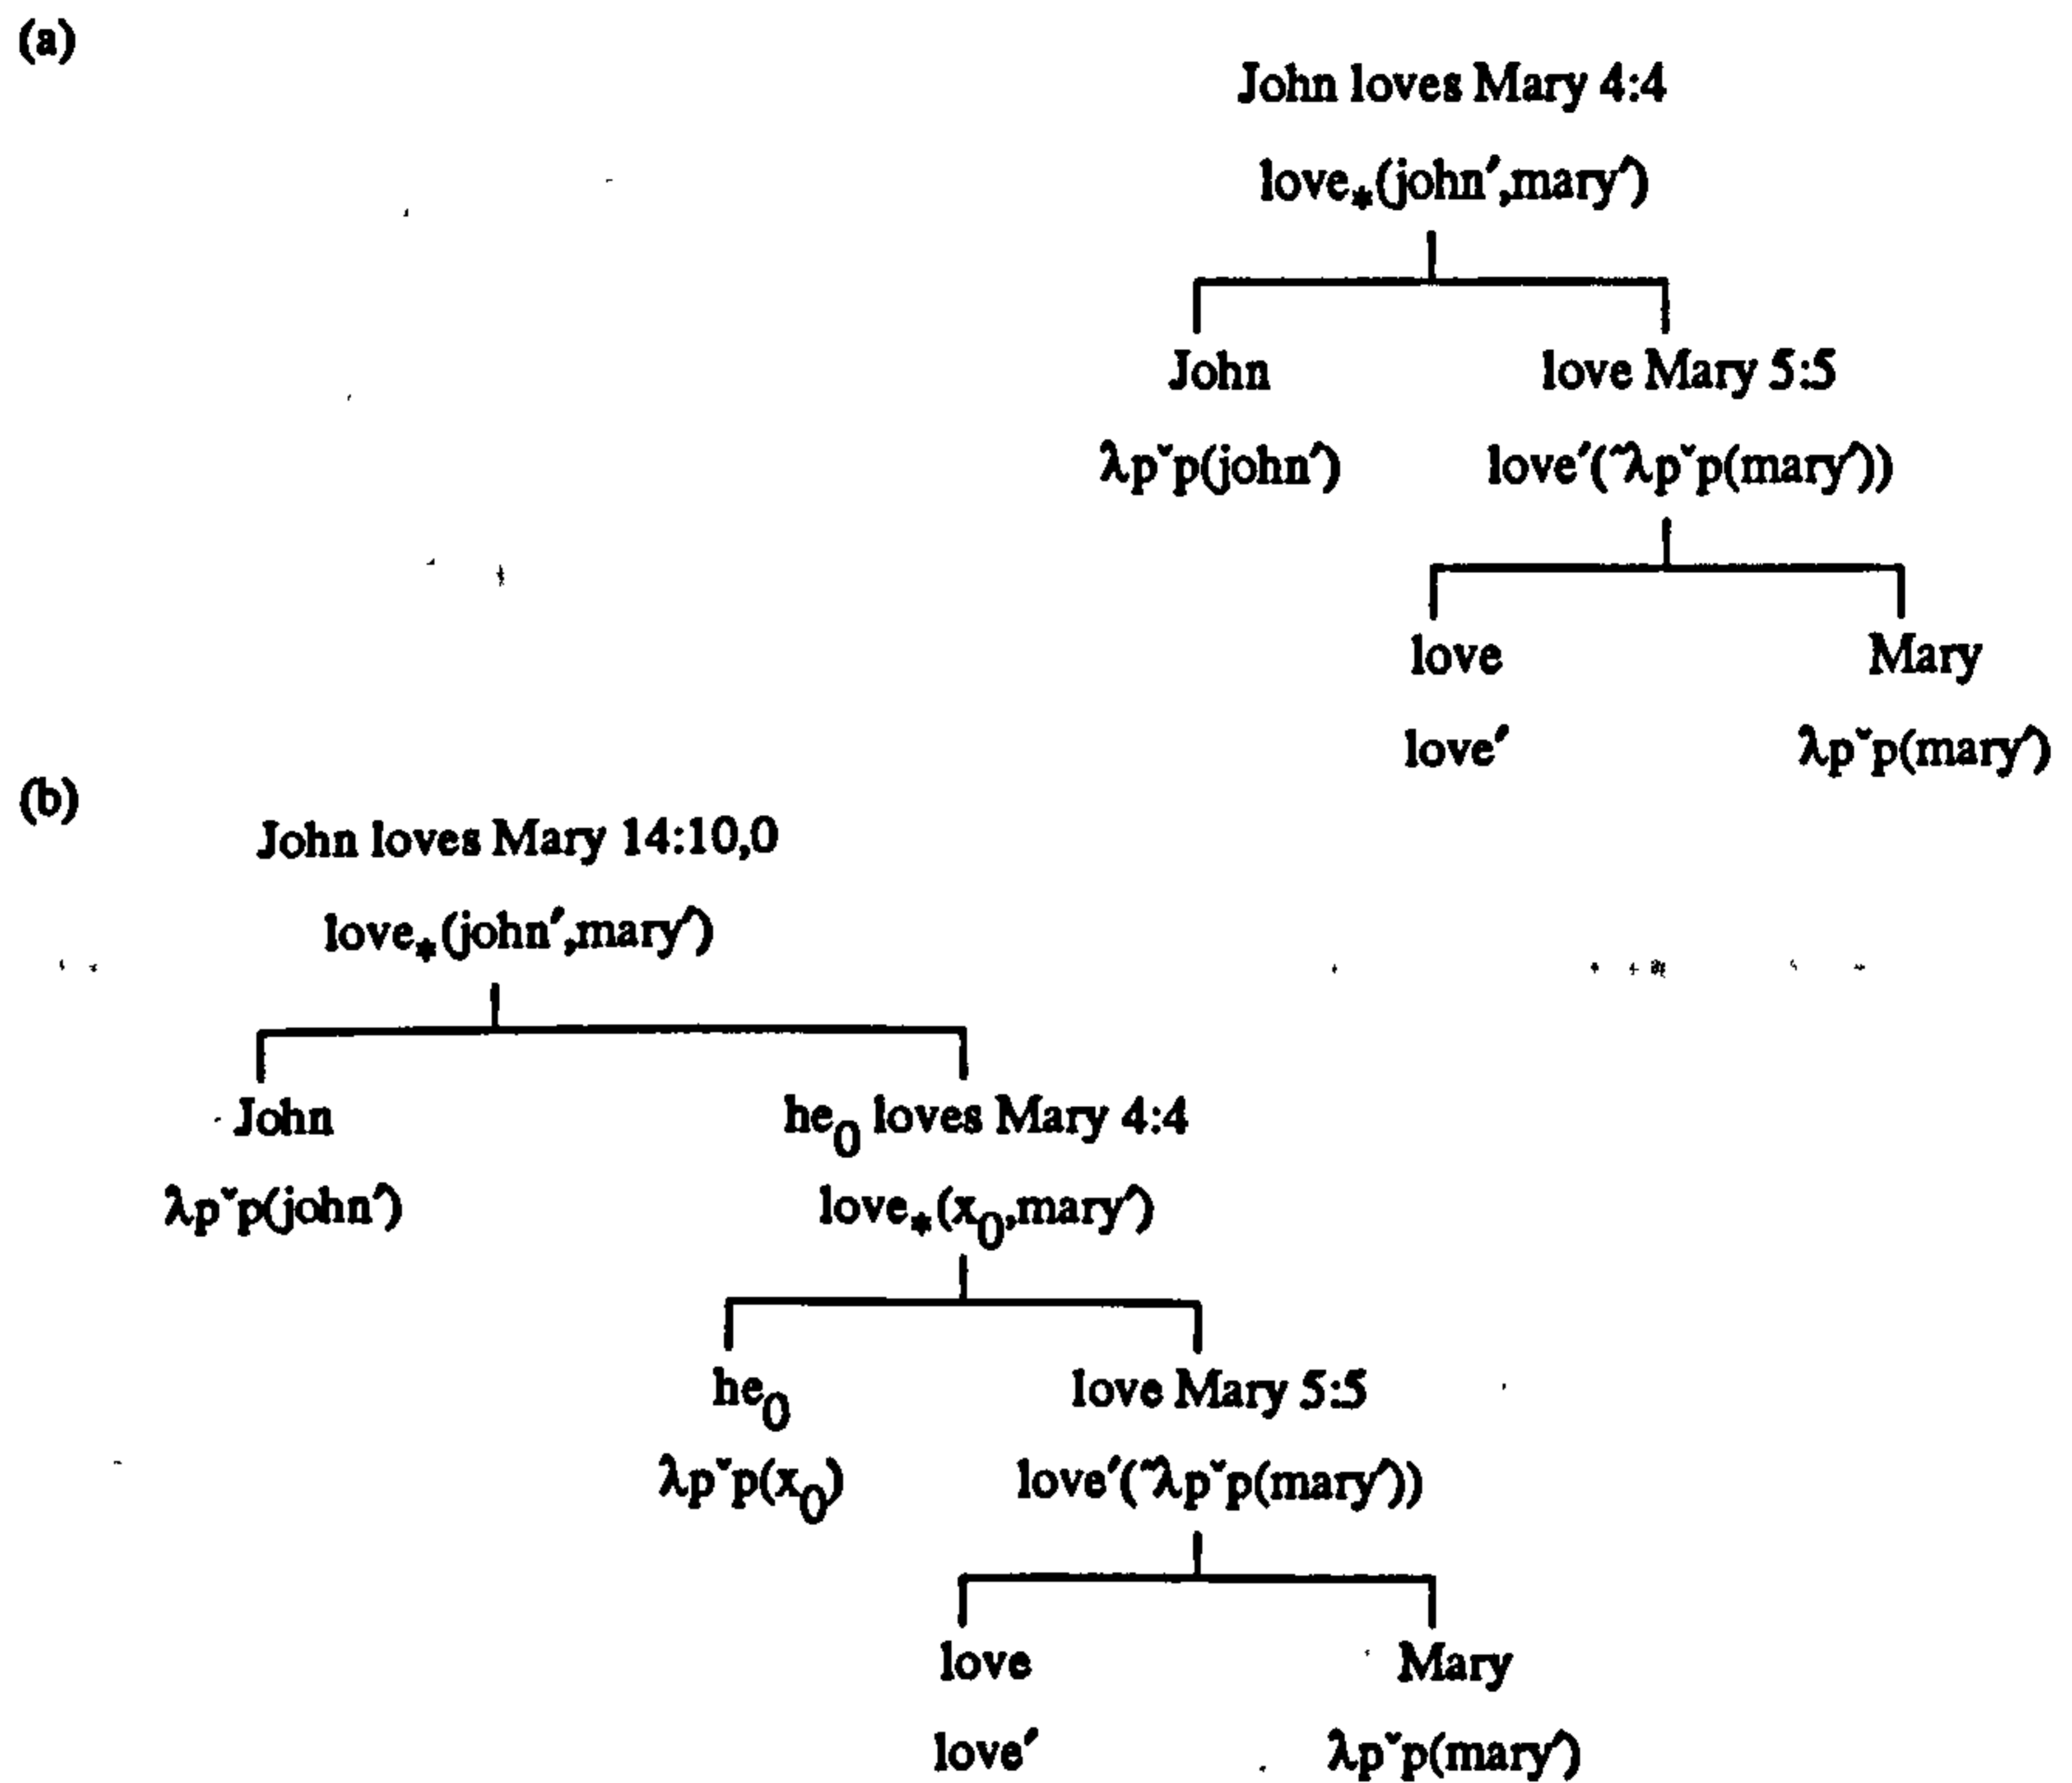 (a)
John loves Mary 4:4
love*(john′,mary′)
John love Mary 5:5
λpˇp(john′) love′(ˆλpˇp(mary′))
love Mary
love′ λpˇp(mary′)
(b)
John loves Mary 14:10,0
love*(john′,mary′)
John he₀ loves Mary 4:4
λpˇp(john′) love*(x₀,mary′)
he₀ love Mary 5:5
λpˇp(x₀) love′(ˆλpˇp(mary′))
love Mary
love′ λpˇp(mary′)